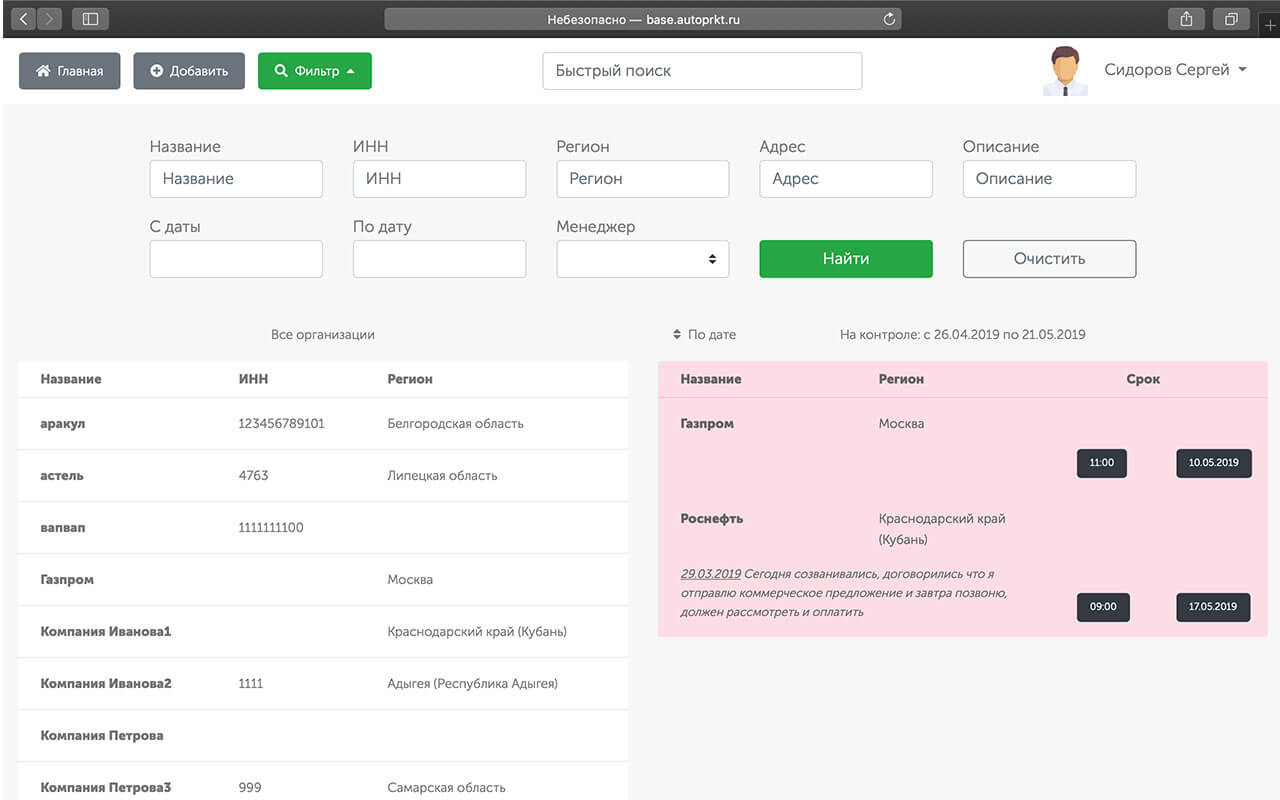 Небезопасно — base.autoprkt.ru
Главная
Добавить
Фильтр
Быстрый поиск
Сидоров Сергей
Название
ИНН
Регион
Адрес
Описание
Название
ИНН
Регион
Адрес
Описание
С даты
По дату
Менеджер
Найти
Очистить
Все организации
Название ИНН Регион
аракул 123456789101 Белгородская область
астель 4763 Липецкая область
вапвап 1111111100
Газпром Москва
Компания Иванова1 Краснодарский край (Кубань)
Компания Иванова2 1111 Адыгея (Республика Адыгея)
Компания Петрова
Компания Петрова3 999 Самарская область
По дате
На контроле: с 26.04.2019 по 21.05.2019
Название Регион Срок
Газпром Москва
11:00 10.05.2019
Роснефть Краснодарский край
(Кубань)
29.03.2019 Сегодня созванивались, договорились что я
отправлю коммерческое предложение и завтра позвоню,
должен рассмотреть и оплатить
09:00 17.05.2019